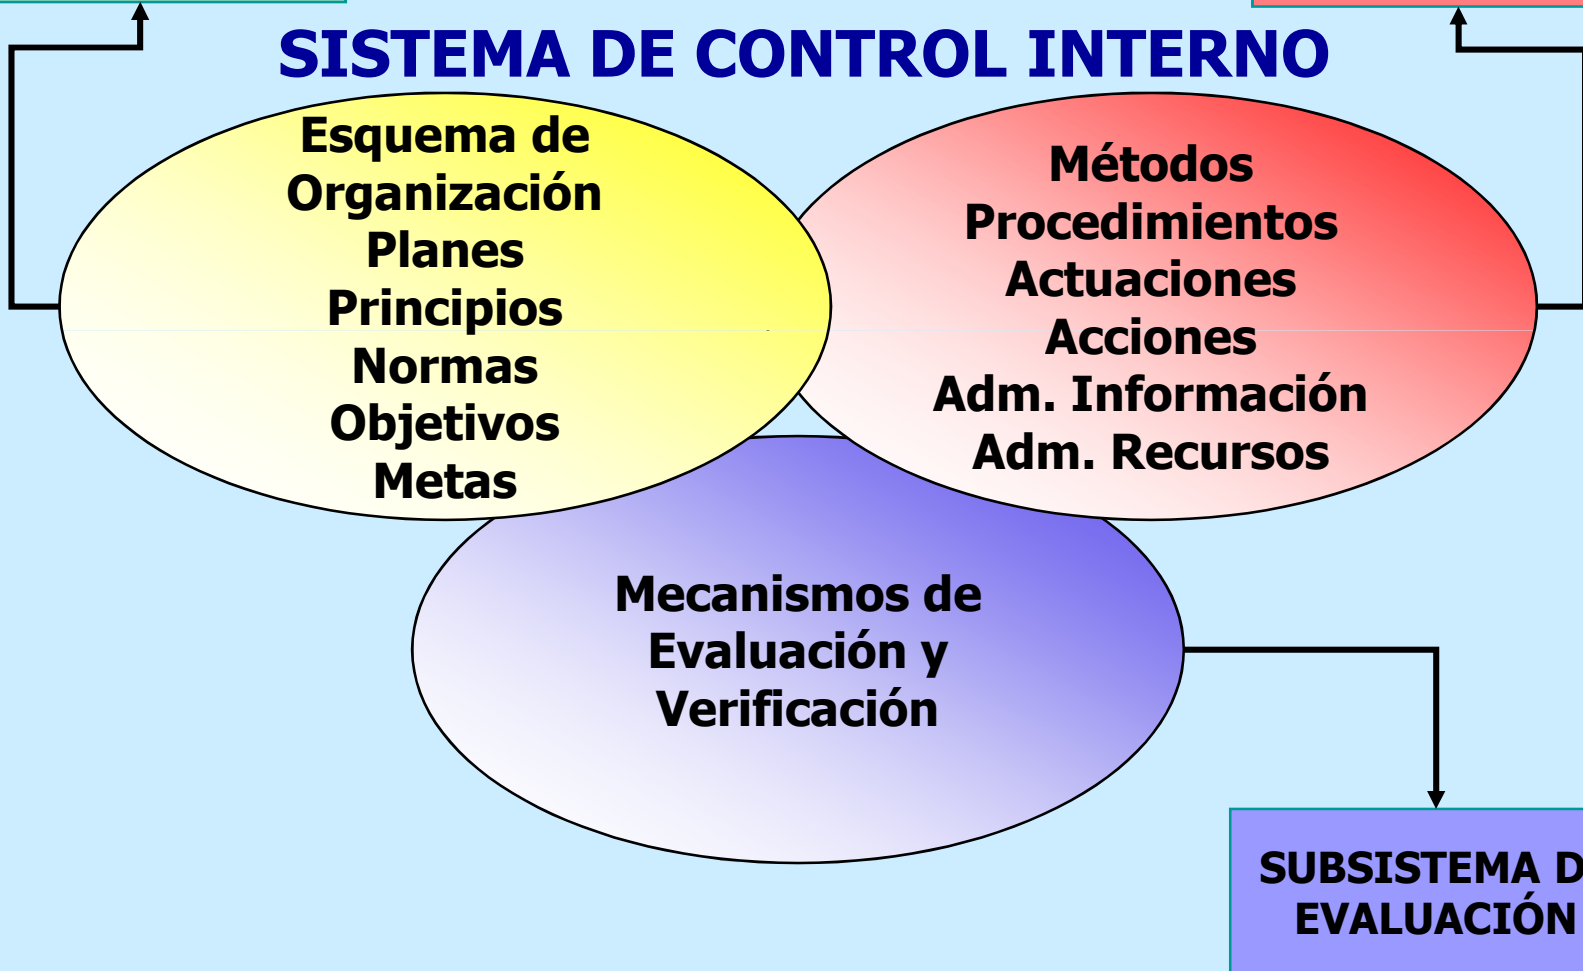 SISTEMA DE CONTROL INTERNO
Esquema de
Organización
Planes
Principios
Normas
Objetivos
Metas
Métodos
Procedimientos
Actuaciones
Acciones
Adm. Información
Adm. Recursos
Mecanismos de
Evaluación y
Verificación
SUBSISTEMA D
EVALUACIÓN